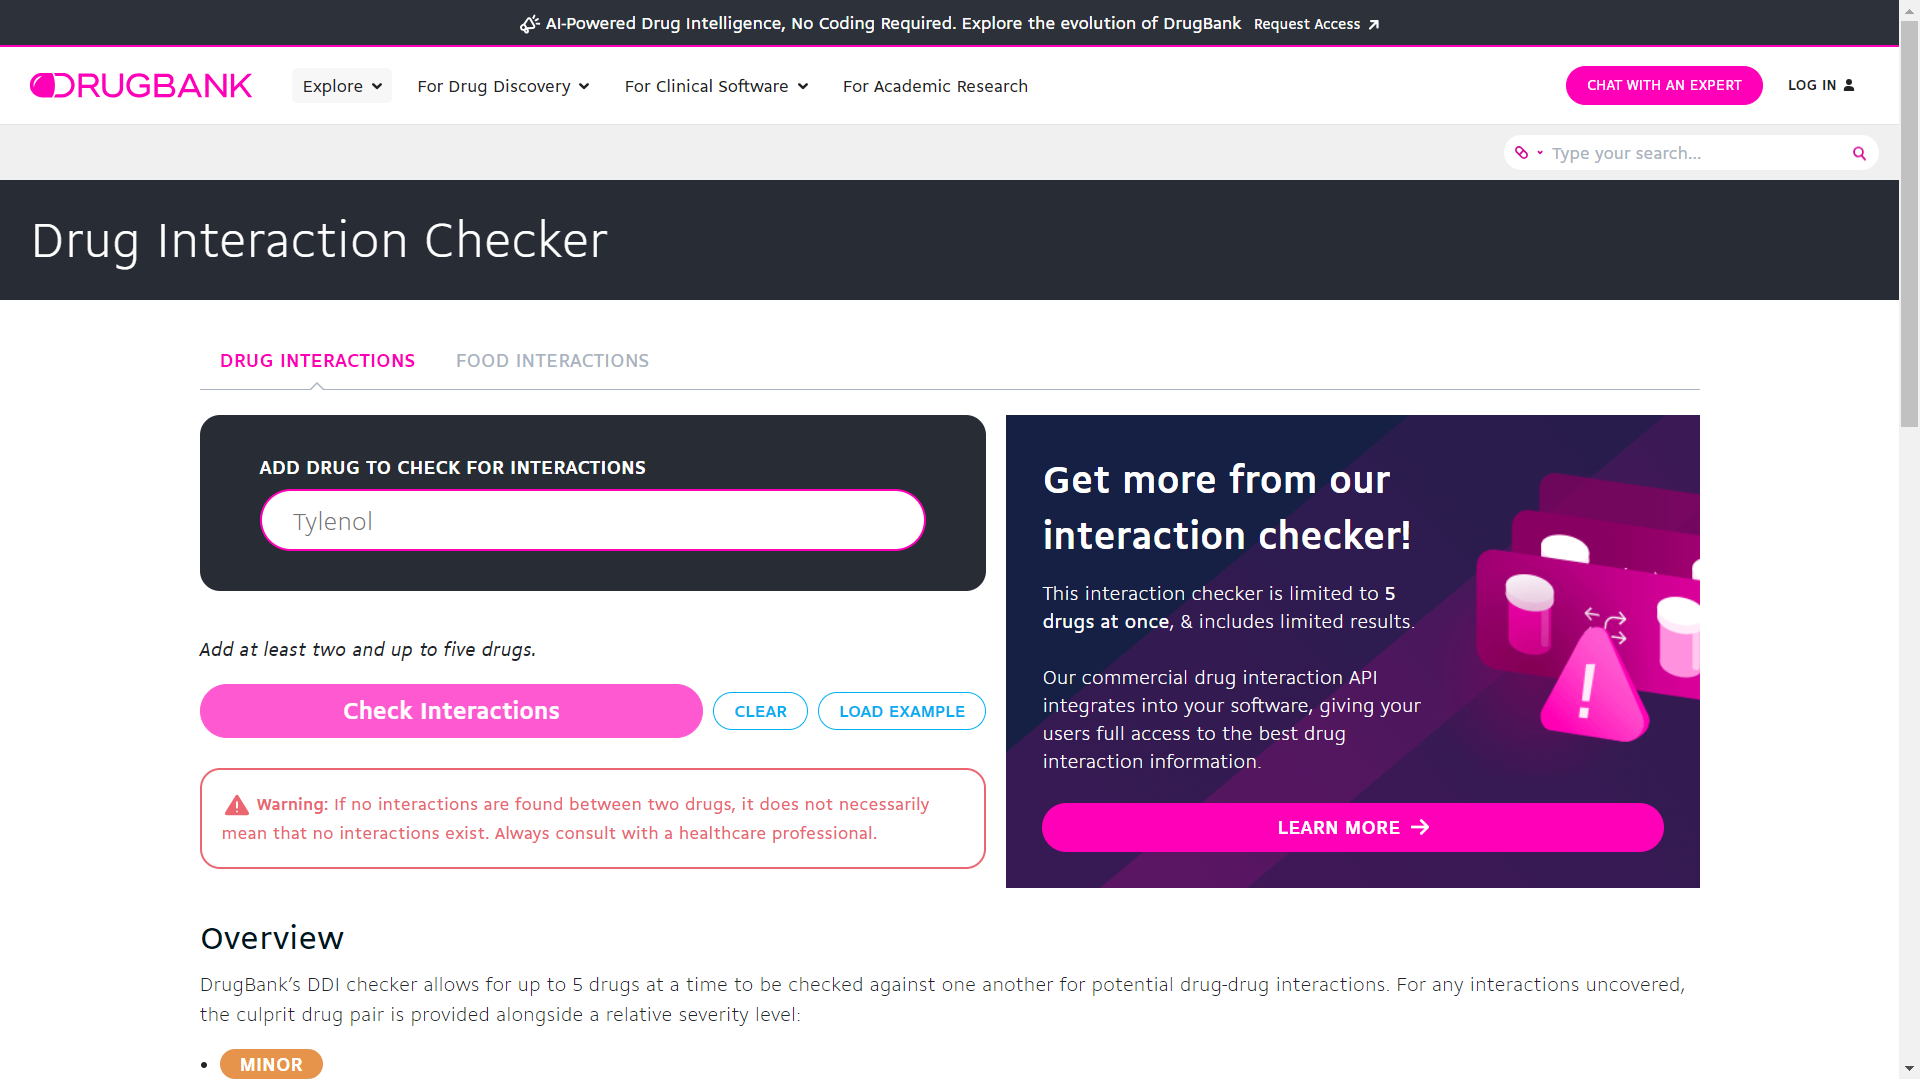 AI-Powered Drug Intelligence, No Coding Required. Explore the evolution of DrugBank Request Access
DRUGBANK
Explore
For Drug Discovery
For Clinical Software
For Academic Research
CHAT WITH AN EXPERT
LOG IN
Type your search...
Drug Interaction Checker
DRUG INTERACTIONS
FOOD INTERACTIONS
ADD DRUG TO CHECK FOR INTERACTIONS
Tylenol
Add at least two and up to five drugs.
Check Interactions
CLEAR
LOAD EXAMPLE
Warning: If no interactions are found between two drugs, it does not necessarily
mean that no interactions exist. Always consult with a healthcare professional.
Get more from our
interaction checker!
This interaction checker is limited to 5
drugs at once, & includes limited results.
Our commercial drug interaction API
integrates into your software, giving your
users full access to the best drug
interaction information.
LEARN MORE
Overview
DrugBank’s DDI checker allows for up to 5 drugs at a time to be checked against one another for potential drug-drug interactions. For any interactions uncovered,
the culprit drug pair is provided alongside a relative severity level:
MINOR